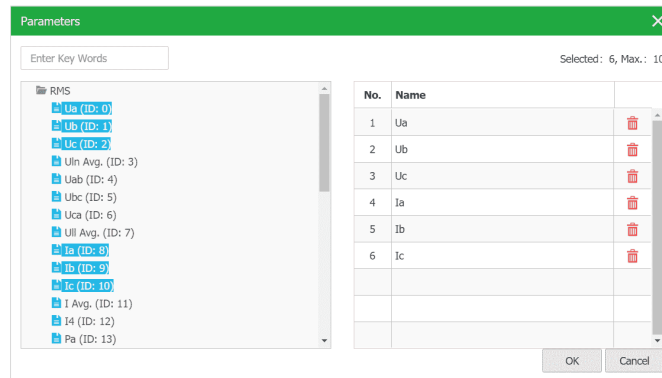 Parameters
Enter Key Words
Selected: 6, Max.: 10
RMS
Ua (ID: 0)
Ub (ID: 1)
Uc (ID: 2)
Uln Avg. (ID: 3)
Uab (ID: 4)
Ubc (ID: 5)
Uca (ID: 6)
Ull Avg. (ID: 7)
Ia (ID: 8)
Ib (ID: 9)
Ic (ID: 10)
I Avg. (ID: 11)
I4 (ID: 12)
Pa (ID: 13)
No. Name
1 Ua
2 Ub
3 Uc
4 Ia
5 Ib
6 Ic
OK Cancel